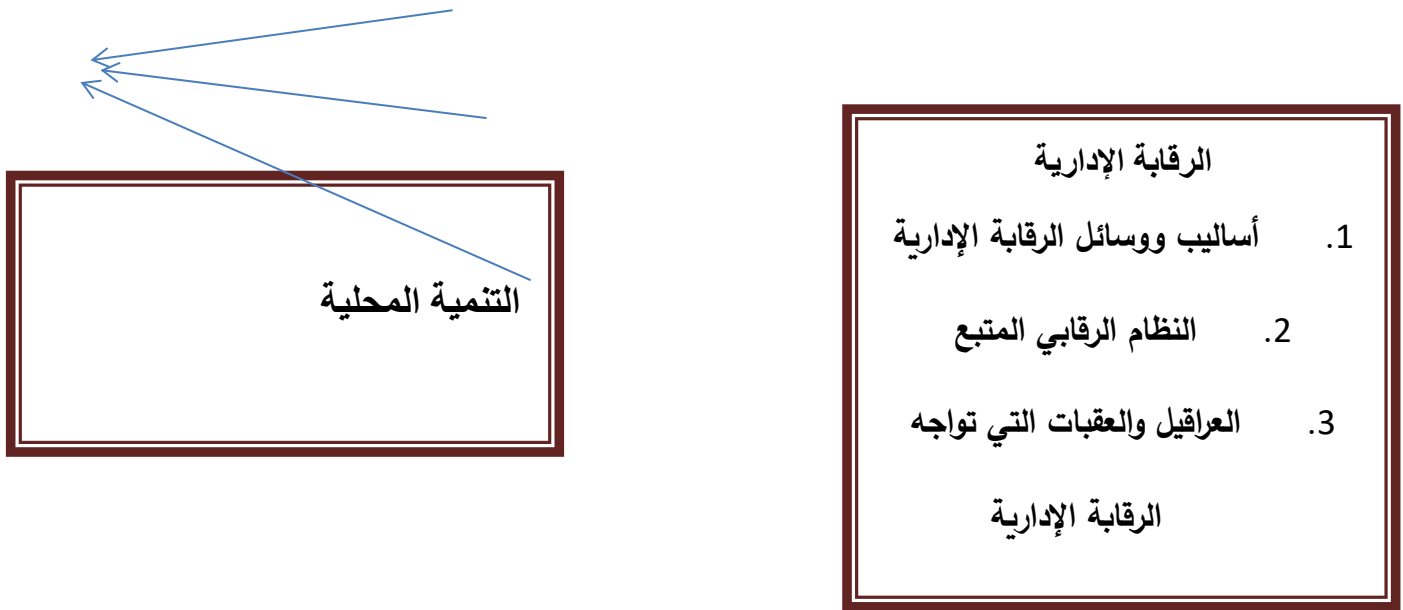 الرقابة الإدارية
1. أساليب ووسائل الرقابة الإدارية
2. النظام الرقابي المتبع
3. العراقيل والعقبات التي تواجه
الرقابة الإدارية
التنمية المحلية